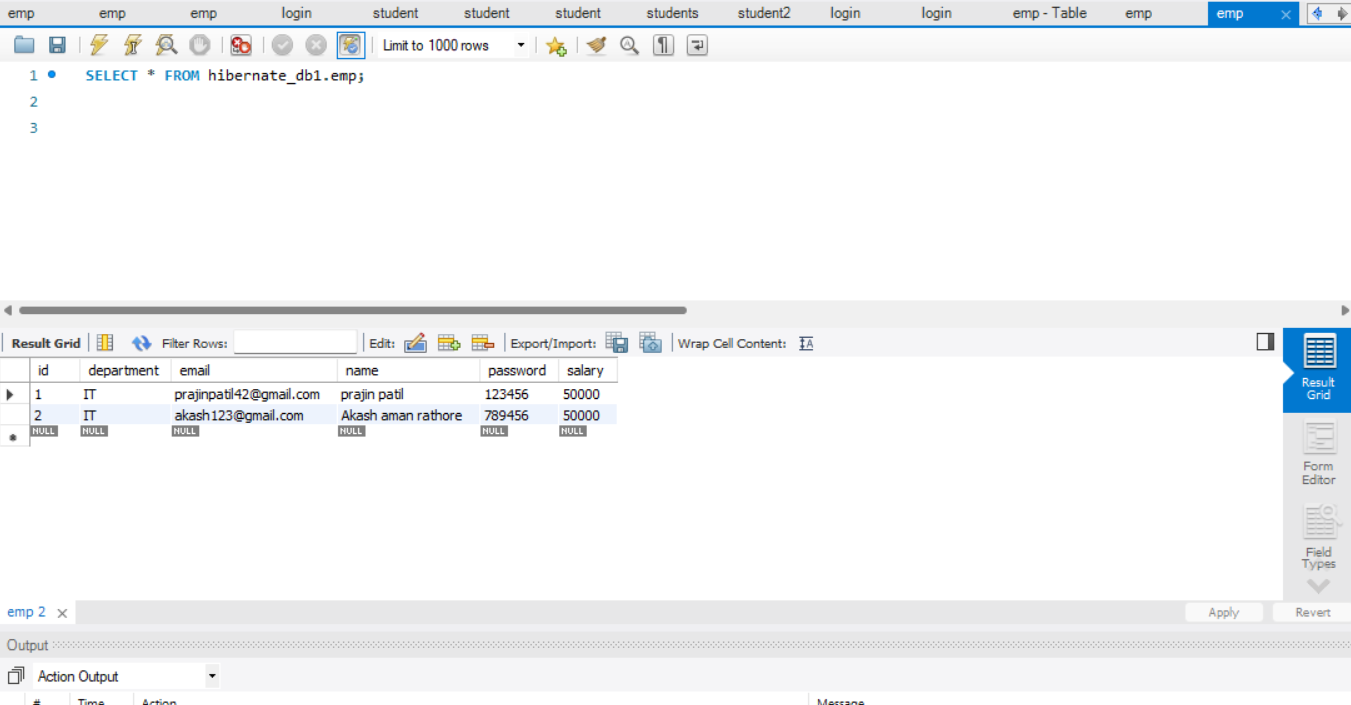 emp emp emp login student student student students student2 login login emp - Table emp emp
Limit to 1000 rows
1 SELECT * FROM hibernate_db1.emp;
2
3
Result Grid Filter Rows: Edit: Export/Import: Wrap Cell Content: IA
id department email name password salary
1 IT prajinpatil42@gmail.com prajin patil 123456 50000
2 IT akash123@gmail.com Akash aman rathore 789456 50000
NULL NULL NULL NULL NULL NULL
Result
Grid
Form
Editor
Field
Types
emp 2 Apply Revert
Output
Action Output
# Time Action Message